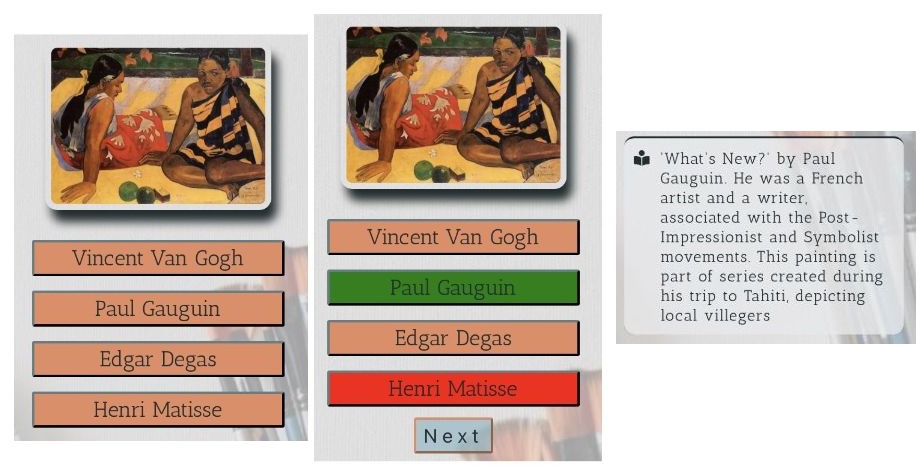 Vincent Van Gogh
Paul Gauguin
Edgar Degas
Henri Matisse
Vincent Van Gogh
Paul Gauguin
Edgar Degas
Henri Matisse
Next
'What's New?' by Paul
Gauguin. He was a French
artist and a writer,
associated with the Post-
Impressionist and Symbolist
movements. This painting is
part of series created during
his trip to Tahiti, depicting
local villegers